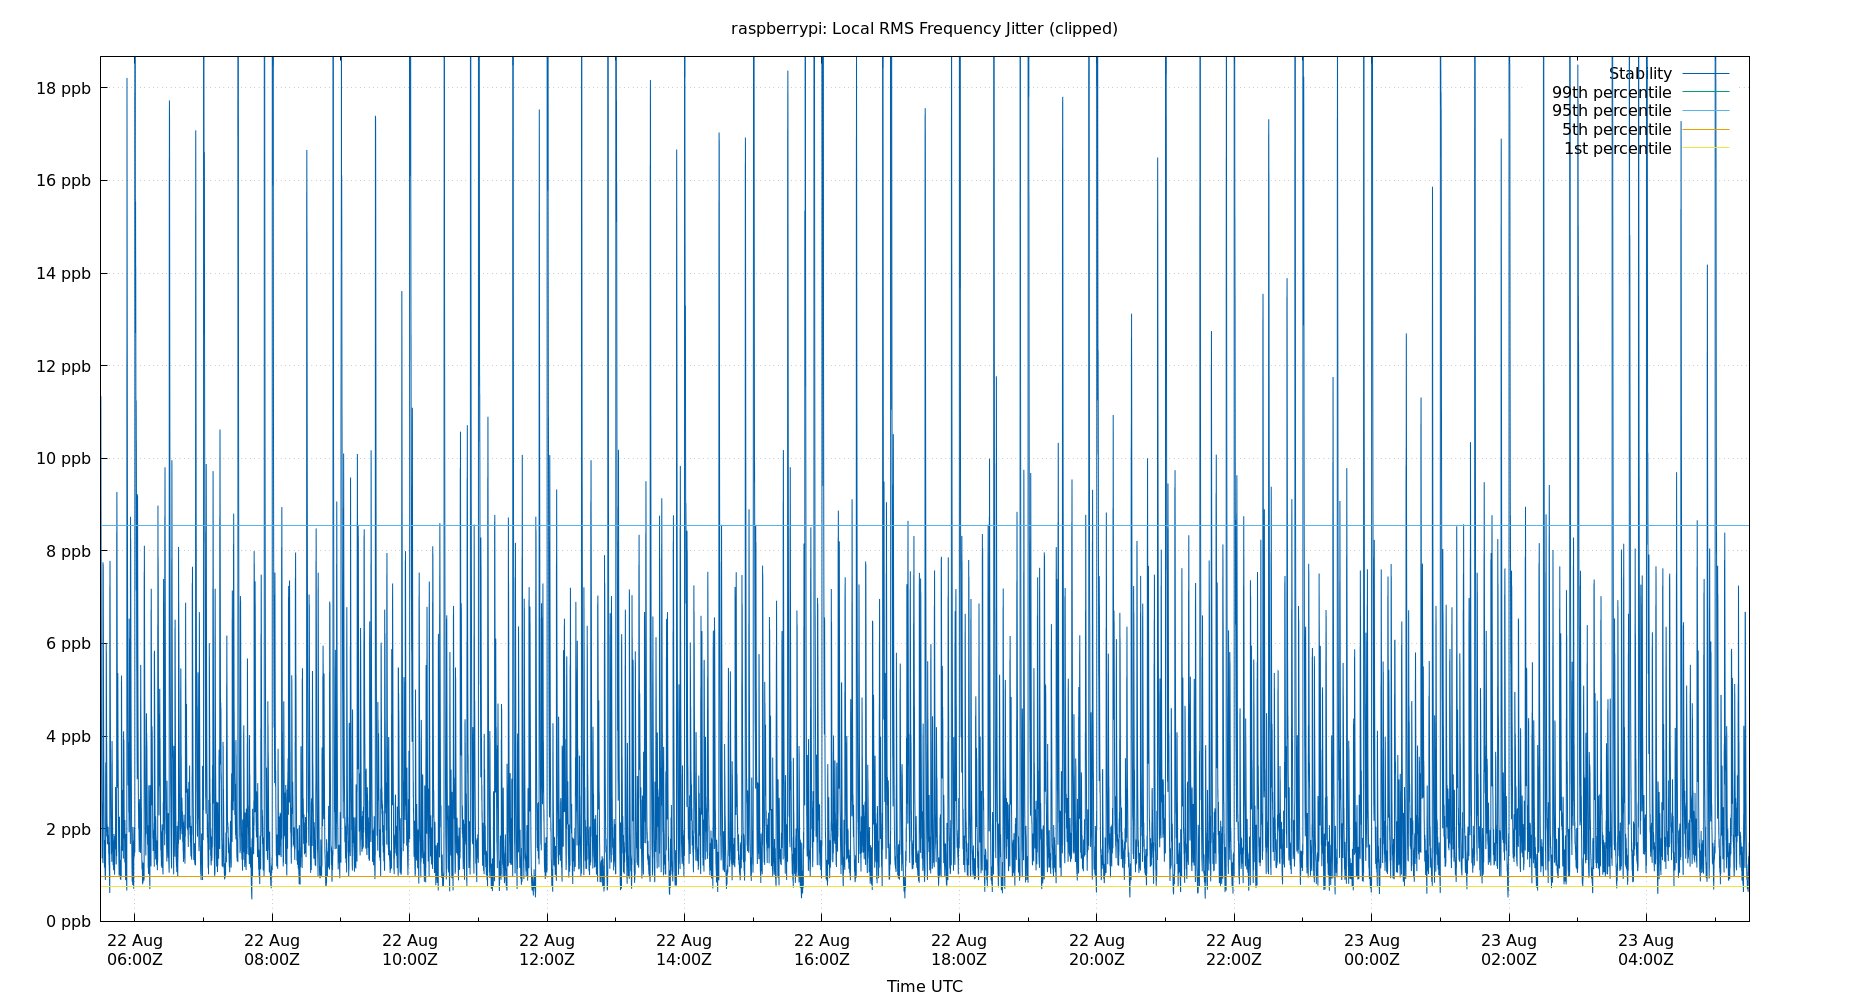 raspberrypi: Local RMS Frequency Jitter (clipped)
18 ppb
16 ppb
14 ppb
12 ppb
10 ppb
8 ppb
6 ppb
4 ppb
2 ppb
0 ppb
Stability
99th percentile
95th percentile
5th percentile
1st percentile
22 Aug 22 Aug 22 Aug 22 Aug 22 Aug 22 Aug 22 Aug 22 Aug 22 Aug 23 Aug 23 Aug 23 Aug
06:00Z 08:00Z 10:00Z 12:00Z 14:00Z 16:00Z 18:00Z 20:00Z 22:00Z 00:00Z 02:00Z 04:00Z
Time UTC